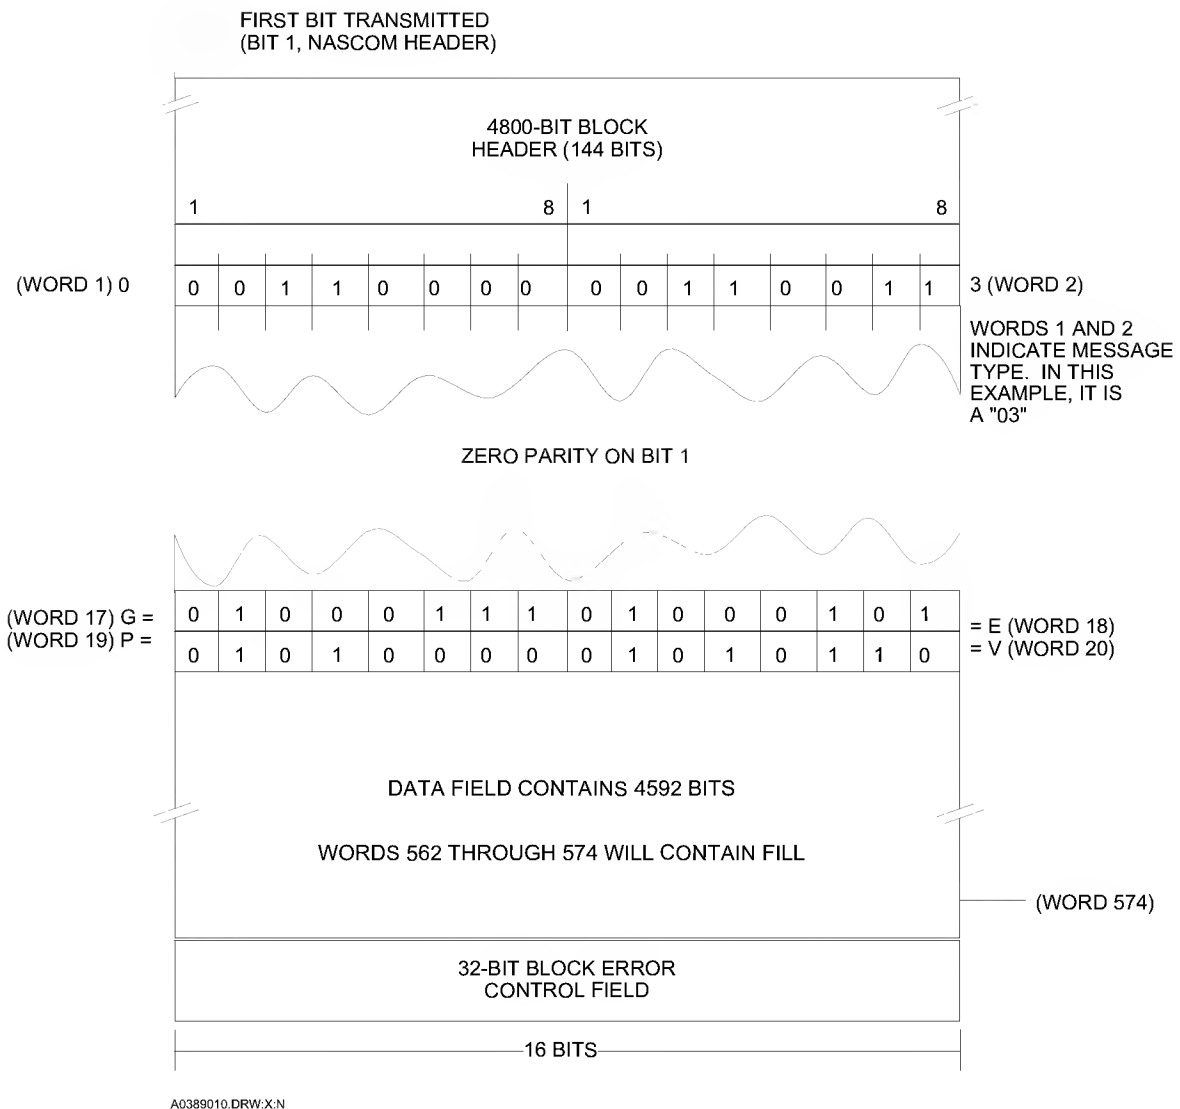 FIRST BIT TRANSMITTED
(BIT 1, NASCOM HEADER)
4800-BIT BLOCK
HEADER (144 BITS)
1 8 1 8
(WORD 1) 0 0 0 1 1 0 0 0 0 0 0 1 1 0 0 1 1 3 (WORD 2)
WORDS 1 AND 2
INDICATE MESSAGE
TYPE. IN THIS
EXAMPLE, IT IS
A "03"
ZERO PARITY ON BIT 1
(WORD 17) G = 0 1 0 0 0 1 1 1 0 1 0 0 0 1 0 1 = E (WORD 18)
(WORD 19) P = 0 1 0 1 0 0 0 0 0 1 0 1 0 1 1 0 = V (WORD 20)
DATA FIELD CONTAINS 4592 BITS
WORDS 562 THROUGH 574 WILL CONTAIN FILL
(WORD 574)
32-BIT BLOCK ERROR
CONTROL FIELD
16 BITS
A0389010.DRW:X:N